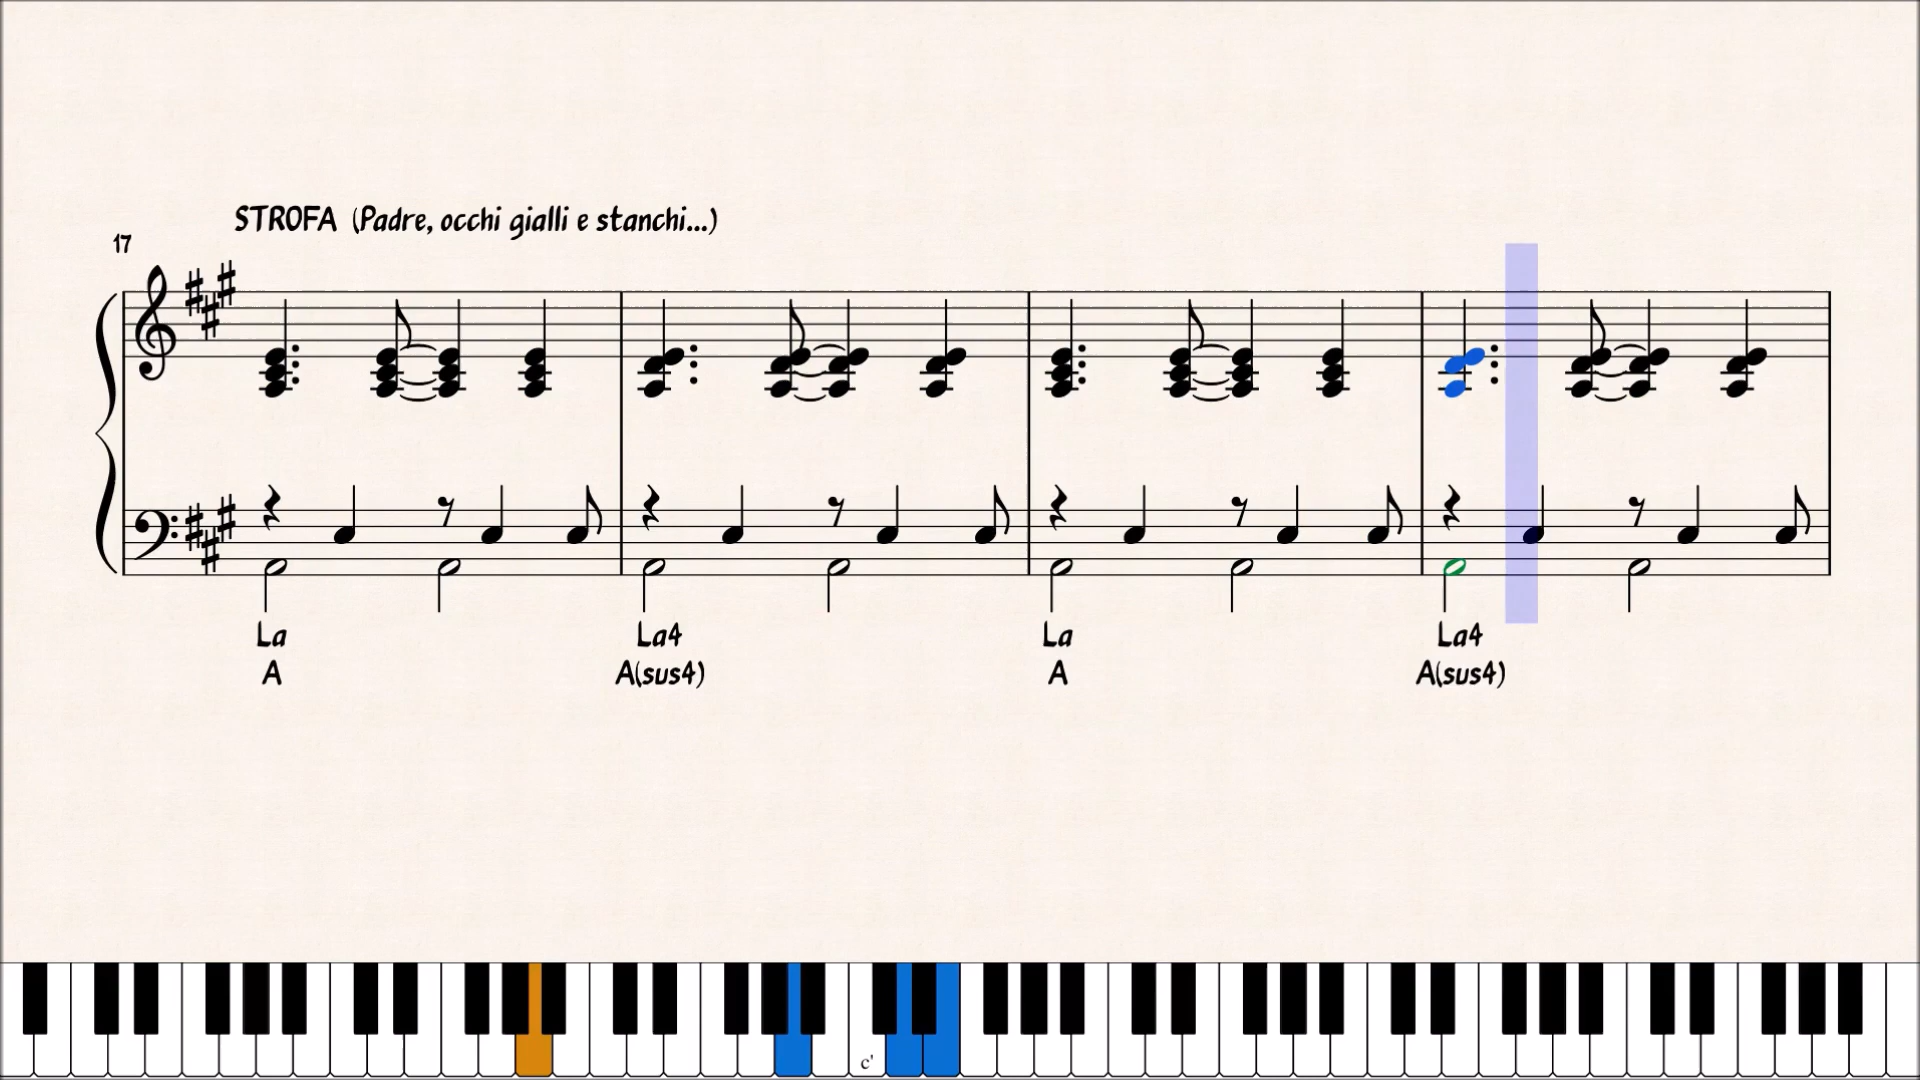 STROFA (Padre, occhi gialli e stanchi...)
17
La La4 La La4
A A(sus4) A A(sus4)
c'